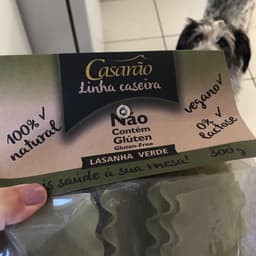 Casarão
Linha caseira
100% natural
Não
Contém
Glúten
Gluten-Free
vegano
0% lactose
LASANHA VERDE
300g
is saúde à sua mesa!